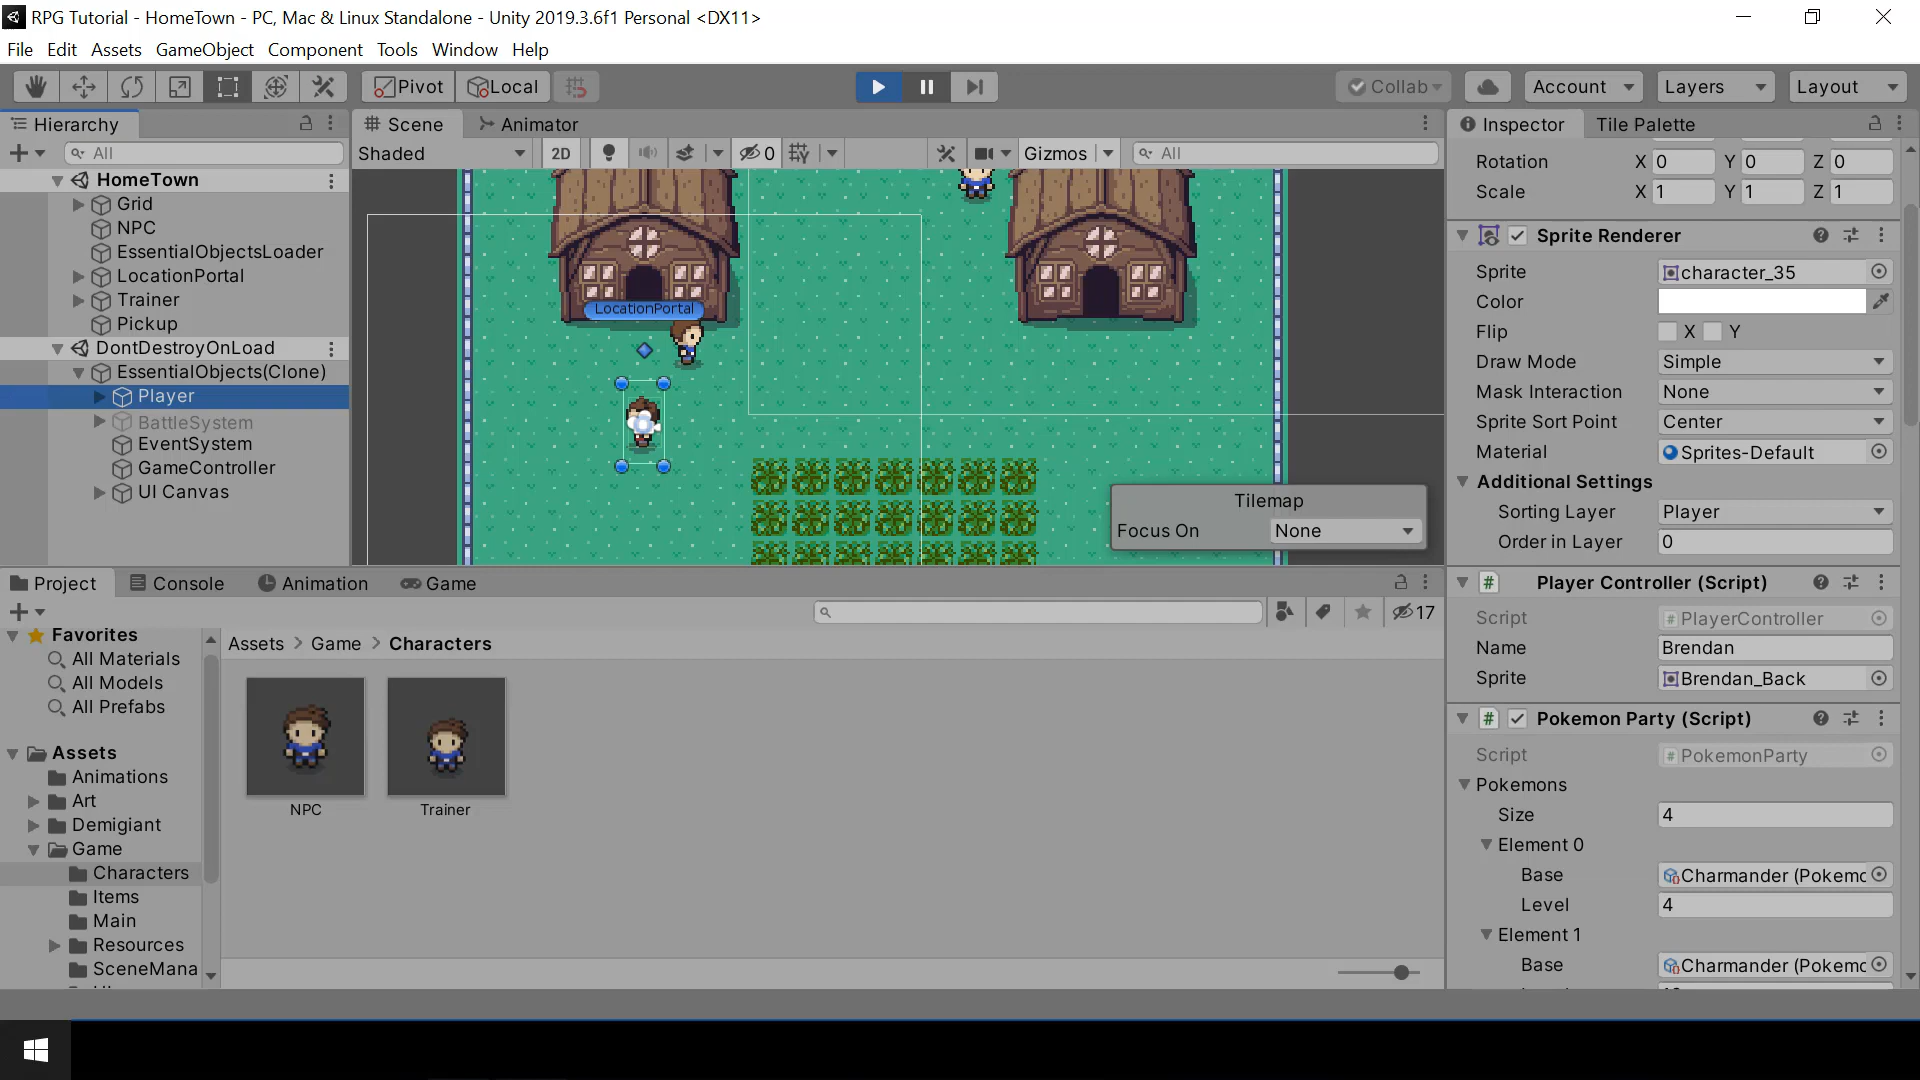 RPG Tutorial - HomeTown - PC, Mac & Linux Standalone - Unity 2019.3.6f1 Personal <DX11>
File Edit Assets GameObject Component Tools Window Help
Pivot Local Collab Account Layers Layout
Hierarchy
All
HomeTown
Grid
NPC
EssentialObjectsLoader
LocationPortal
Trainer
Pickup
DontDestroyOnLoad
EssentialObjects(Clone)
Player
BattleSystem
EventSystem
GameController
UI Canvas
Scene Animator
Shaded 2D 0 Gizmos All
LocationPortal
Tilemap
Focus On None
Inspector Tile Palette
Rotation X 0 Y 0 Z 0
Scale X 1 Y 1 Z 1
Sprite Renderer
Sprite character_35
Color
Flip X Y
Draw Mode Simple
Mask Interaction None
Sprite Sort Point Center
Material Sprites-Default
Additional Settings
Sorting Layer Player
Order in Layer 0
# Player Controller (Script)
Script # PlayerController
Name Brendan
Sprite Brendan_Back
# Pokemon Party (Script)
Script # PokemonParty
Pokemons
Size 4
Element 0
Base Charmander (Pokemo
Level 4
Element 1
Base Charmander (Pokemo
Project Console Animation Game
17
Favorites
All Materials
All Models
All Prefabs
Assets
Animations
Art
Demigiant
Game
Characters
Items
Main
Resources
SceneMana
Assets > Game > Characters
NPC Trainer